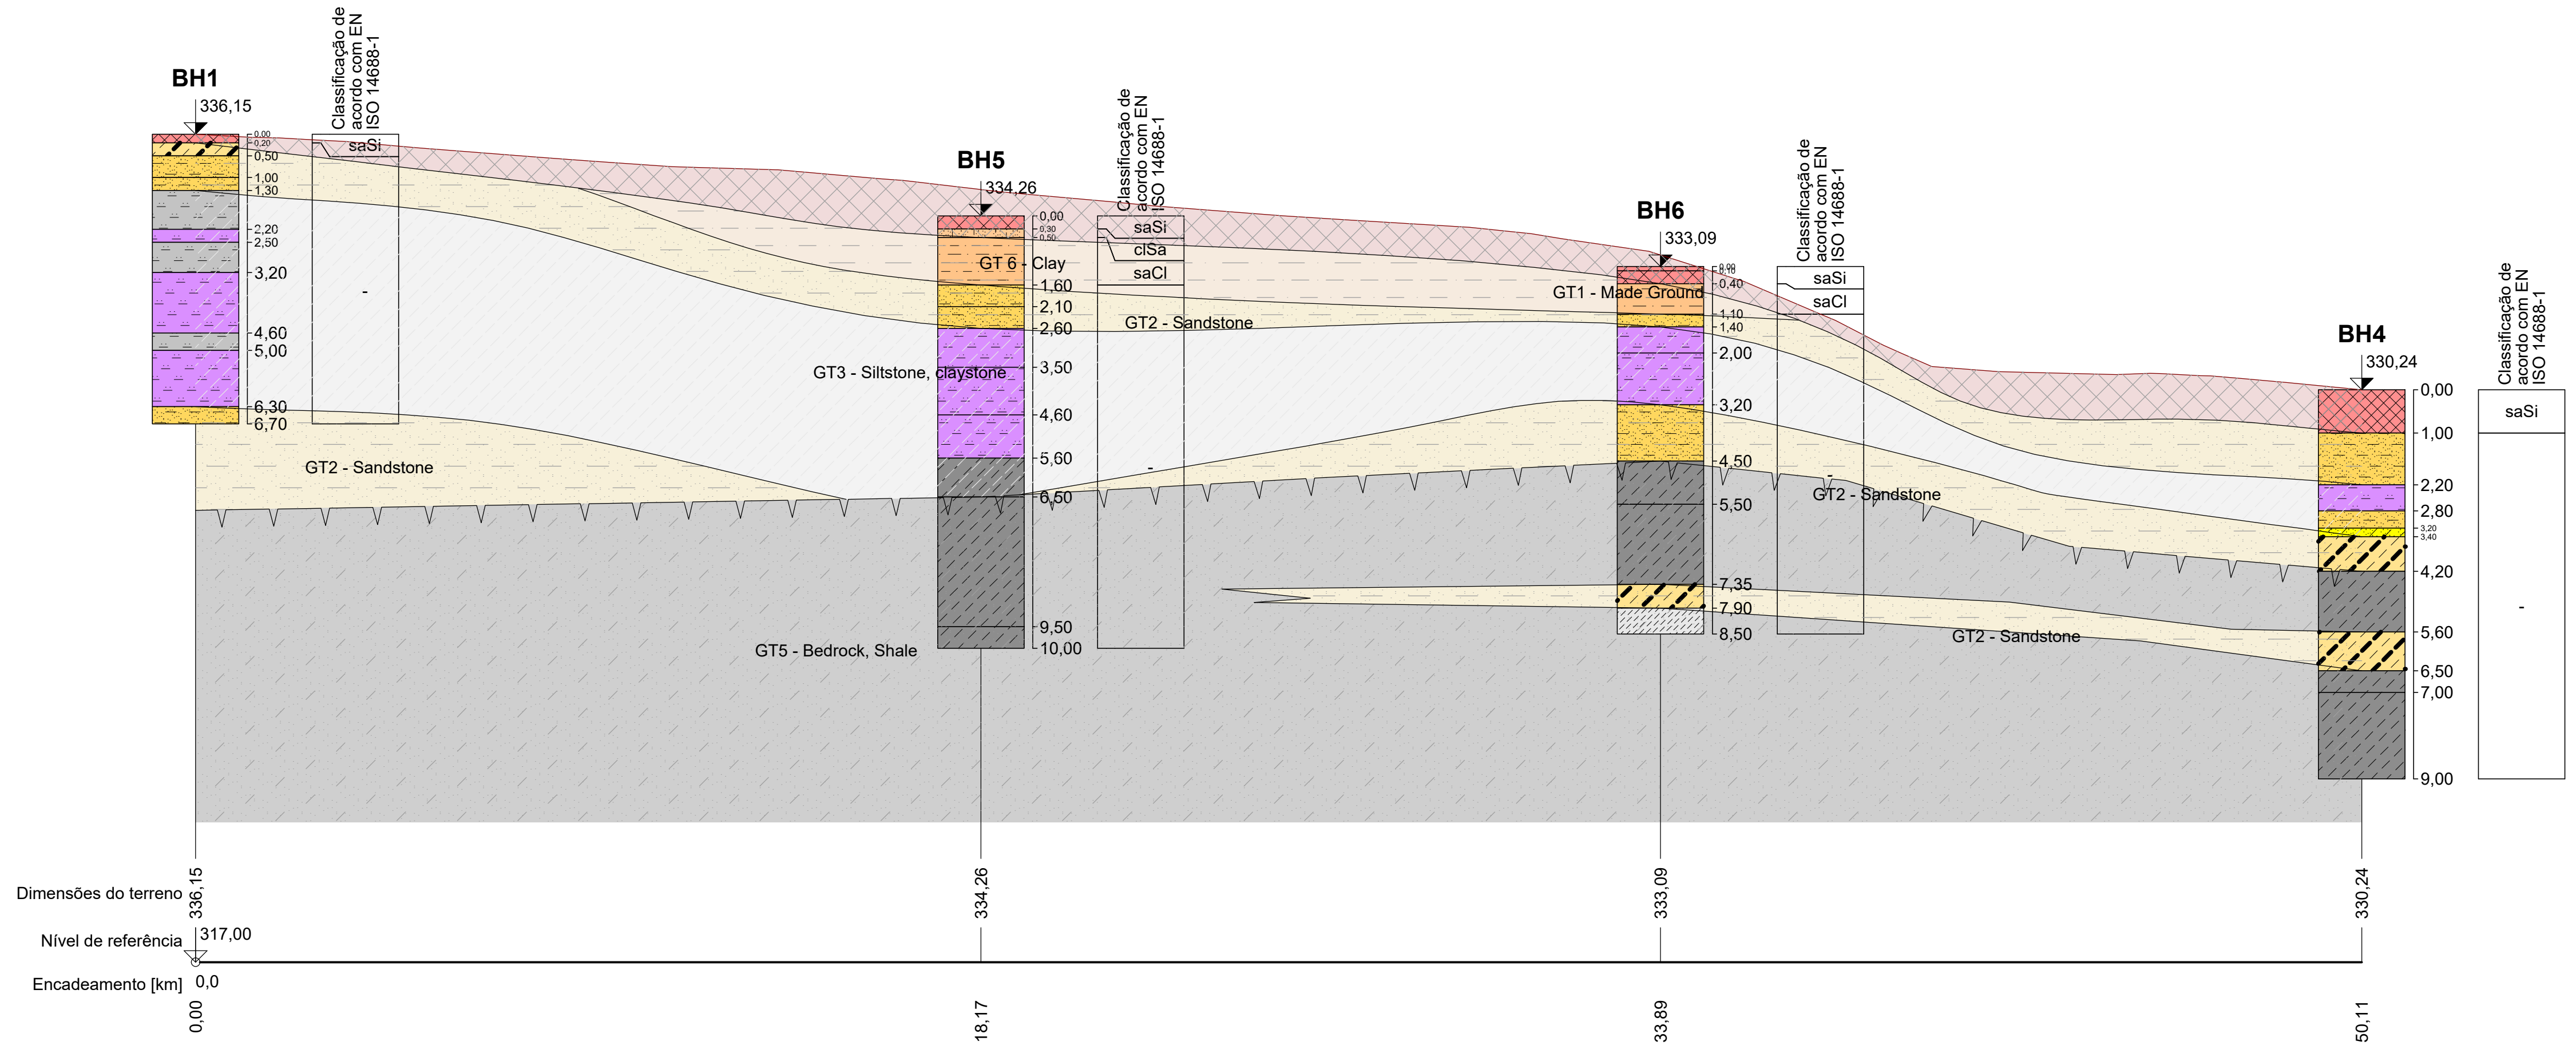 BH1
336,15
Classificação de
acordo com EN
ISO 14688-1
0,00
0,20
0,50
1,00
1,30
2,20
2,50
3,20
4,60
5,00
6,30
6,70
saSi
-
BH5
334,26
Classificação de
acordo com EN
ISO 14688-1
0,00
0,30
0,50
1,60
2,10
2,60
3,50
4,60
5,60
6,50
9,50
10,00
saSi
clSa
saCl
-
BH6
333,09
Classificação de
acordo com EN
ISO 14688-1
0,00
0,10
0,40
1,10
1,40
2,00
3,20
4,50
5,50
7,35
7,90
8,50
saSi
saCl
-
BH4
330,24
Classificação de
acordo com EN
ISO 14688-1
0,00
1,00
2,20
2,80
3,20
3,40
4,20
5,60
6,50
7,00
9,00
saSi
-
GT 6 - Clay
GT1 - Made Ground
GT2 - Sandstone
GT3 - Siltstone, claystone
GT2 - Sandstone
GT2 - Sandstone
GT2 - Sandstone
GT5 - Bedrock, Shale
Dimensões do terreno
336,15
334,26
333,09
330,24
Nível de referência
317,00
Encadeamento [km]
0,0
0,00
18,17
33,89
50,11